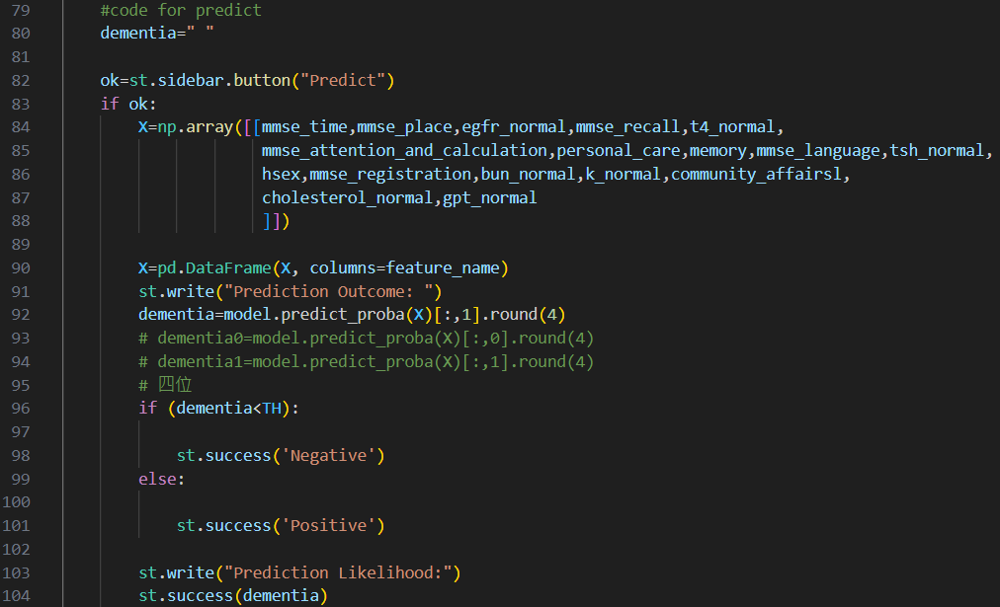 79 #code for predict
80 dementia=" "
81
82 ok=st.sidebar.button("Predict")
83 if ok:
84 X=np.array([[mmse_time,mmse_place,egfr_normal,mmse_recall,t4_normal,
85 mmse_attention_and_calculation,personal_care,memory,mmse_language,tsh_normal,
86 hsex,mmse_registration,bun_normal,k_normal,community_affairsl,
87 cholesterol_normal,gpt_normal
88 ]])
89
90 X=pd.DataFrame(X, columns=feature_name)
91 st.write("Prediction Outcome: ")
92 dementia=model.predict_proba(X)[:,1].round(4)
93 # dementia0=model.predict_proba(X)[:,0].round(4)
94 # dementia1=model.predict_proba(X)[:,1].round(4)
95 # 四位
96 if (dementia<TH):
97
98 st.success('Negative')
99 else:
100
101 st.success('Positive')
102
103 st.write("Prediction Likelihood:")
104 st.success(dementia)